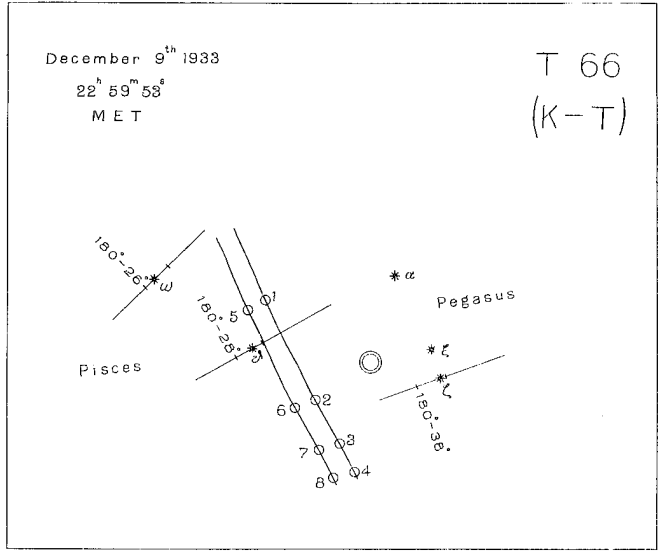 December 9th 1933
22h 59m 53s
MET
T 66
(K-T)
180°-26°
ω
α
Pegasus
180°-28°
1
5
ϑ
ξ
ζ
Pisces
180°-38°
2
6
3
7
4
8